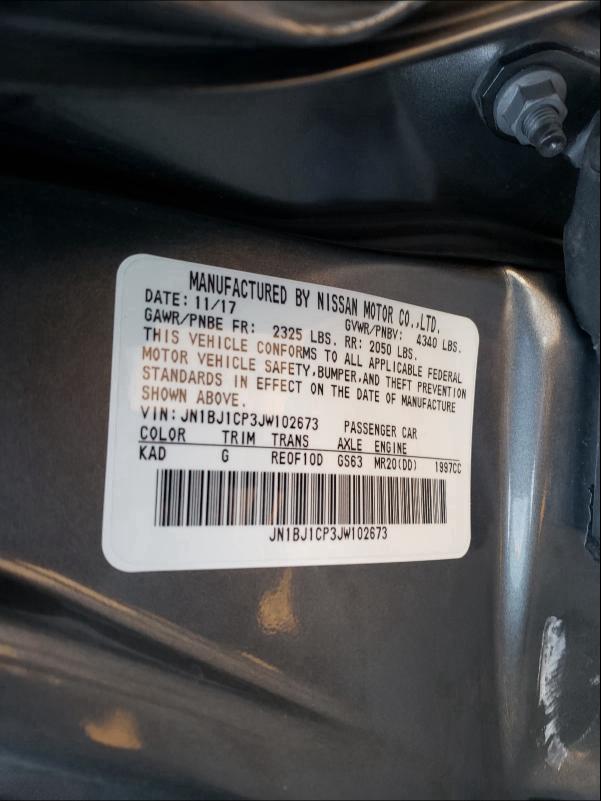 MANUFACTURED BY NISSAN MOTOR CO.,LTD.
DATE: 11/17 GVWR/PNBV: 4340 LBS.
GAWR/PNBE FR: 2325 LBS. RR: 2050 LBS.
THIS VEHICLE CONFORMS TO ALL APPLICABLE FEDERAL
MOTOR VEHICLE SAFETY,BUMPER,AND THEFT PREVENTION
STANDARDS IN EFFECT ON THE DATE OF MANUFACTURE
SHOWN ABOVE.
VIN: JN1BJ1CP3JW102673 PASSENGER CAR
COLOR TRIM TRANS AXLE ENGINE
KAD G RE0F10D GS63 MR20(DD) 1997CC
JN1BJ1CP3JW102673